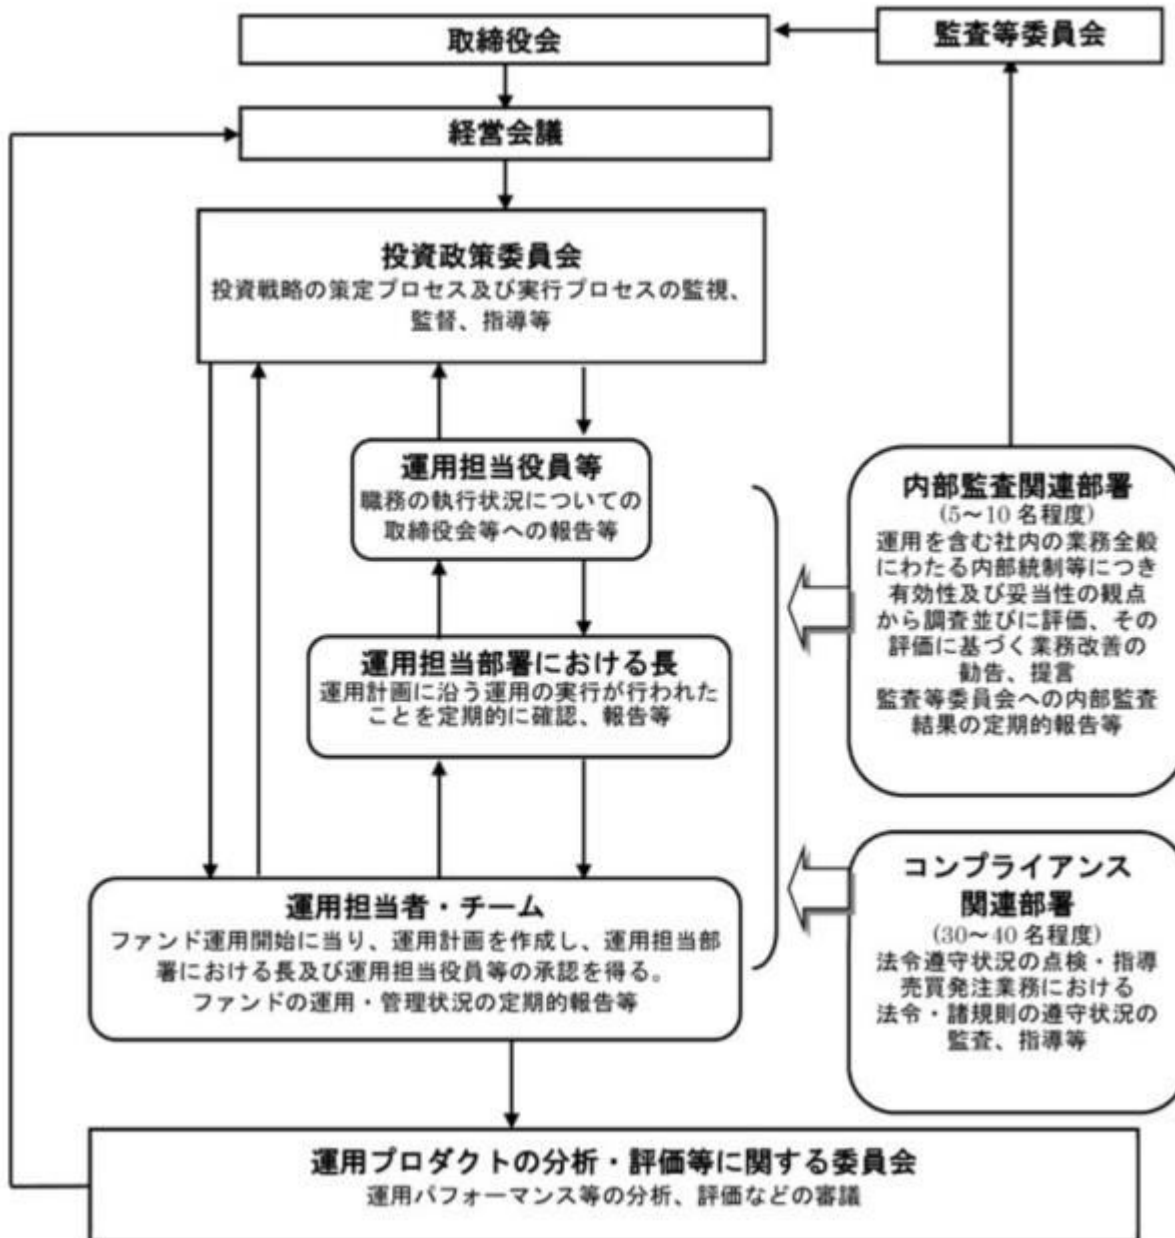 取締役会
監査等委員会
経営会議
投資政策委員会
投資戦略の策定プロセス及び実行プロセスの監視、
監督、指導等
運用担当役員等
職務の執行状況についての
取締役会等への報告等
運用担当部署における長
運用計画に沿う運用の実行が行われた
ことを定期的に確認、報告等
運用担当者・チーム
ファンド運用開始に当り、運用計画を作成し、運用担当部
署における長及び運用担当役員等の承認を得る。
ファンドの運用・管理状況の定期的報告等
内部監査関連部署
(5～10 名程度)
運用を含む社内の業務全般
にわたる内部統制等につき
有効性及び妥当性の観点
から調査並びに評価、その
評価に基づく業務改善の
勧告、提言
監査等委員会への内部監査
結果の定期的報告等
コンプライアンス
関連部署
(30～40 名程度)
法令遵守状況の点検・指導
売買発注業務における
法令・諸規則の遵守状況の
監査、指導等
運用プロダクトの分析・評価等に関する委員会
運用パフォーマンス等の分析、評価などの審議